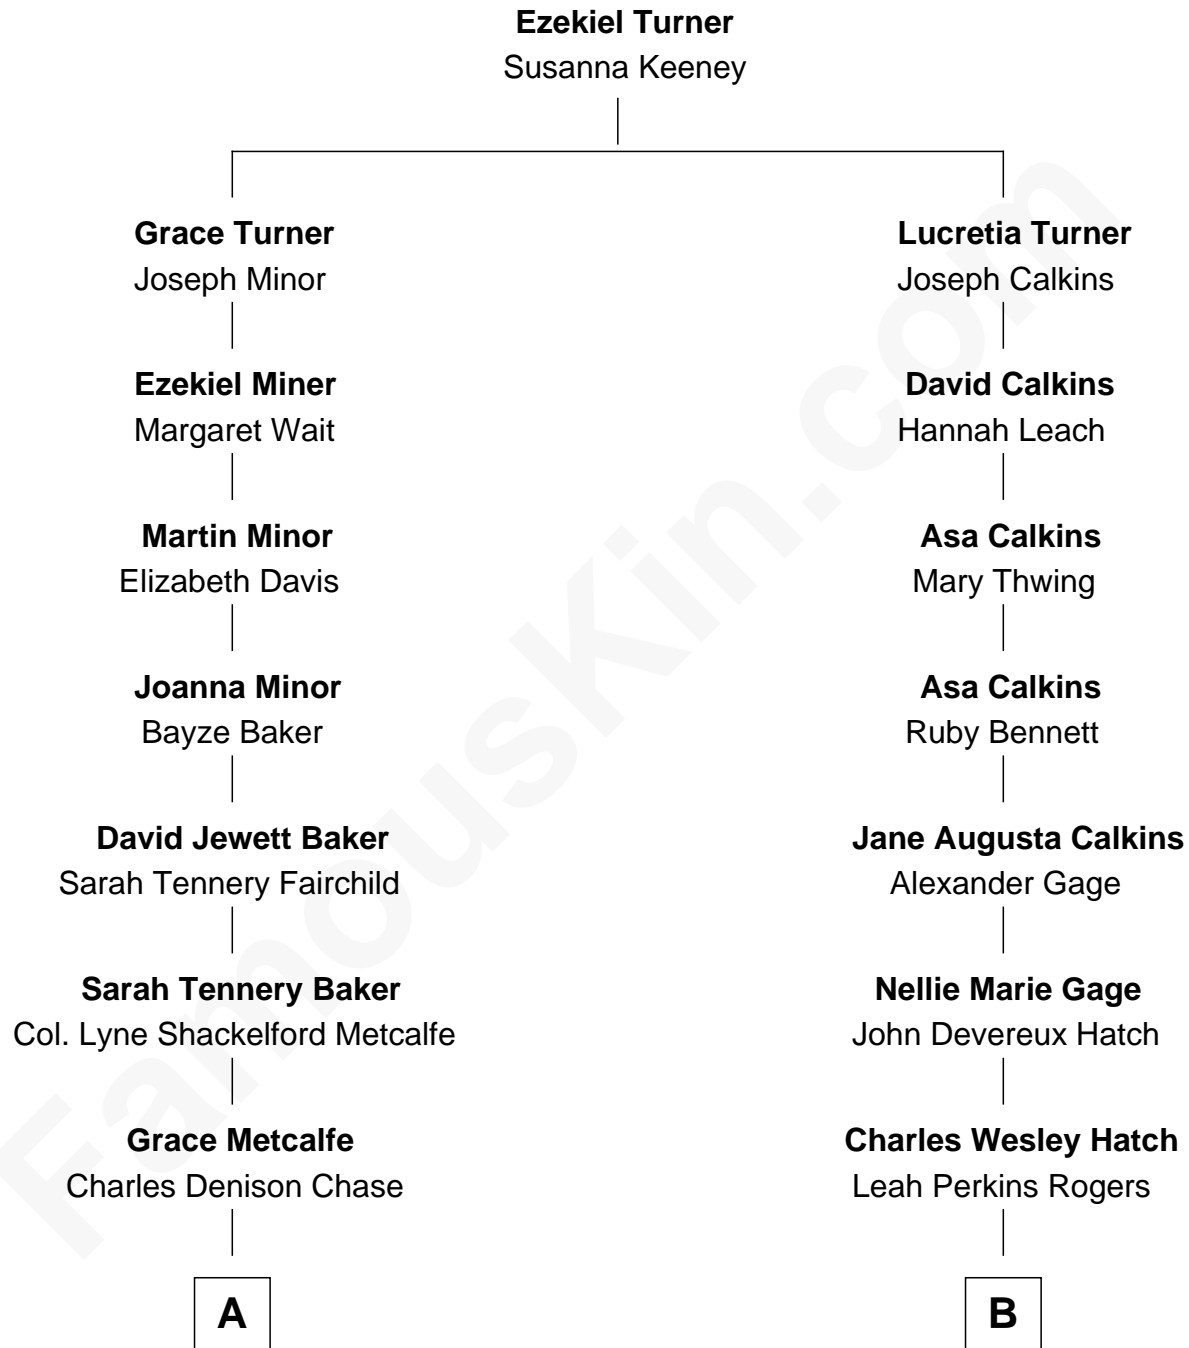 Ezekiel Turner
Susanna Keeney
Grace Turner
Joseph Minor
Ezekiel Miner
Margaret Wait
Martin Minor
Elizabeth Davis
Joanna Minor
Bayze Baker
David Jewett Baker
Sarah Tennery Fairchild
Sarah Tennery Baker
Col. Lyne Shackelford Metcalfe
Grace Metcalfe
Charles Denison Chase
A
Lucretia Turner
Joseph Calkins
David Calkins
Hannah Leach
Asa Calkins
Mary Thwing
Asa Calkins
Ruby Bennett
Jane Augusta Calkins
Alexander Gage
Nellie Marie Gage
John Devereux Hatch
Charles Wesley Hatch
Leah Perkins Rogers
B
FamousKin.com